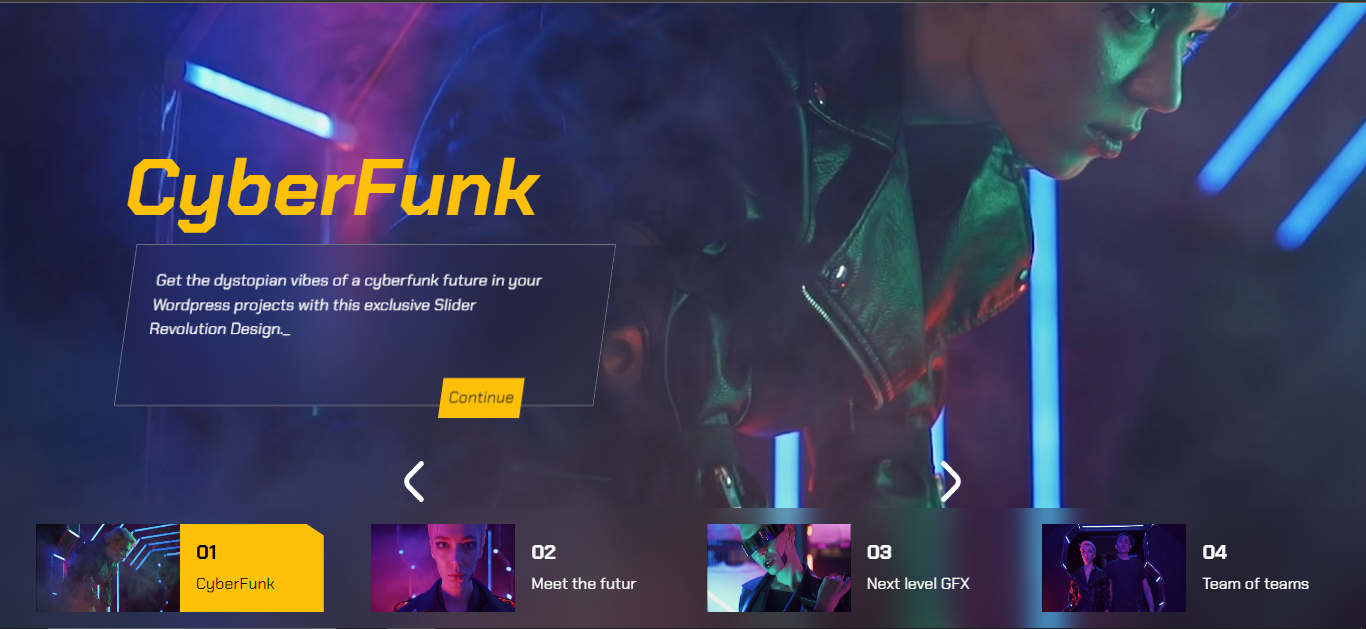 CyberFunk
Get the dystopian vibes of a cyberfunk future in your
Wordpress projects with this exclusive Slider
Revolution Design._
Continue
01
CyberFunk
02
Meet the futur
03
Next level GFX
04
Team of teams